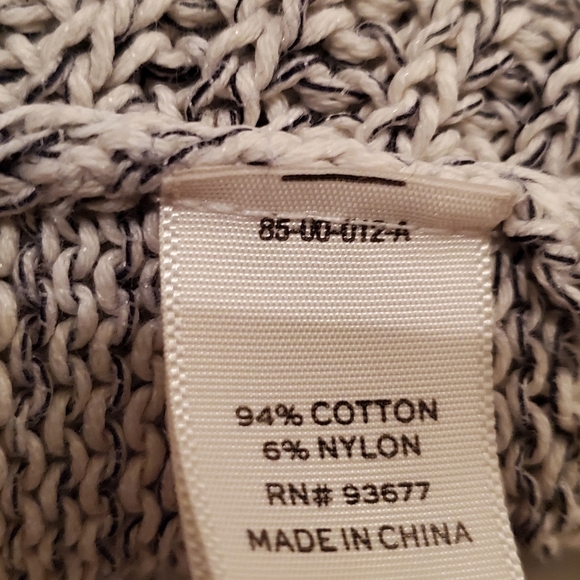 85-00-012-A
94% COTTON
6% NYLON
RN# 93677
MADE IN CHINA